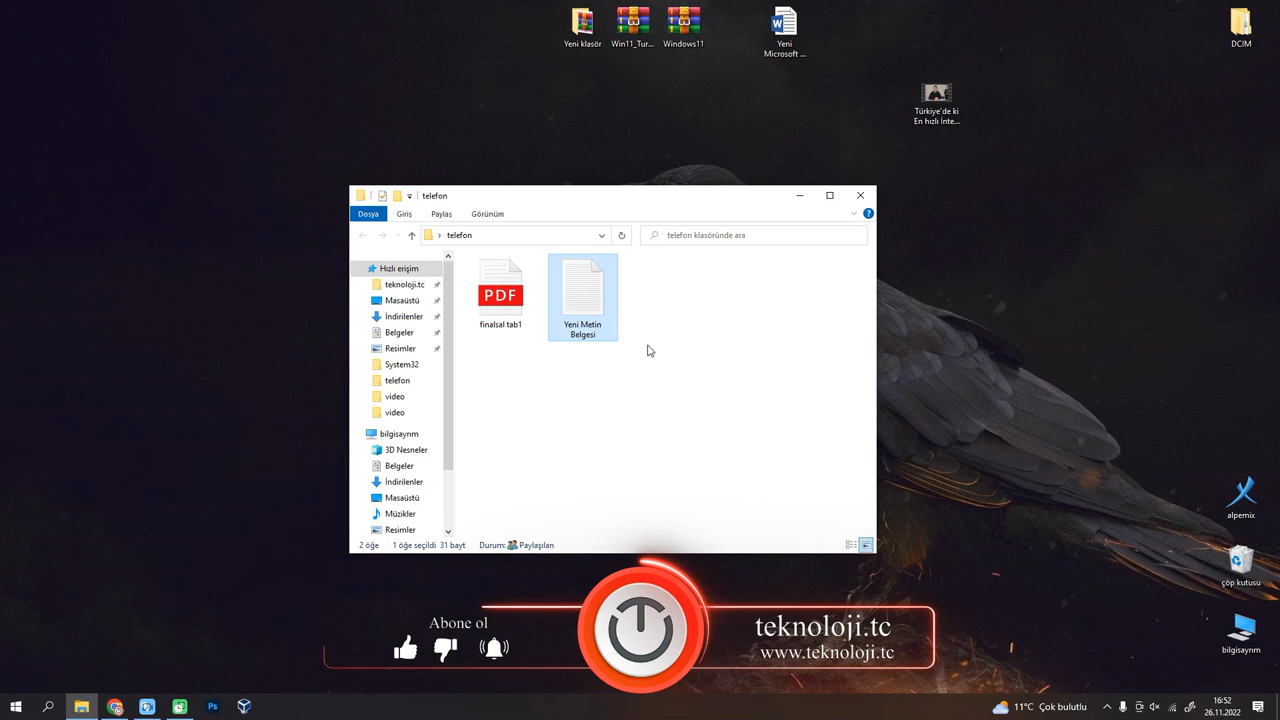 Yeni klasör
Win11_Tur...
Windows11
Yeni
Microsoft ...
DCIM
Türkiye'de ki
En hızlı İnte...
telefon
Dosya
Giriş
Paylaş
Görünüm
telefon
telefon klasöründe ara
Hızlı erişim
teknoloji.tc
Masaüstü
İndirilenler
Belgeler
Resimler
System32
telefon
video
video
bilgisayrım
3D Nesneler
Belgeler
İndirilenler
Masaüstü
Müzikler
Resimler
PDF
finalsal tab1
Yeni Metin
Belgesi
2 öğe 1 öğe seçildi 31 bayt Durum: Paylaşılan
alpemix
çöp kutusu
bilgisayrım
Abone ol
teknoloji.tc
www.teknoloji.tc
Ps
11°C Çok bulutlu
16:52
26.11.2022